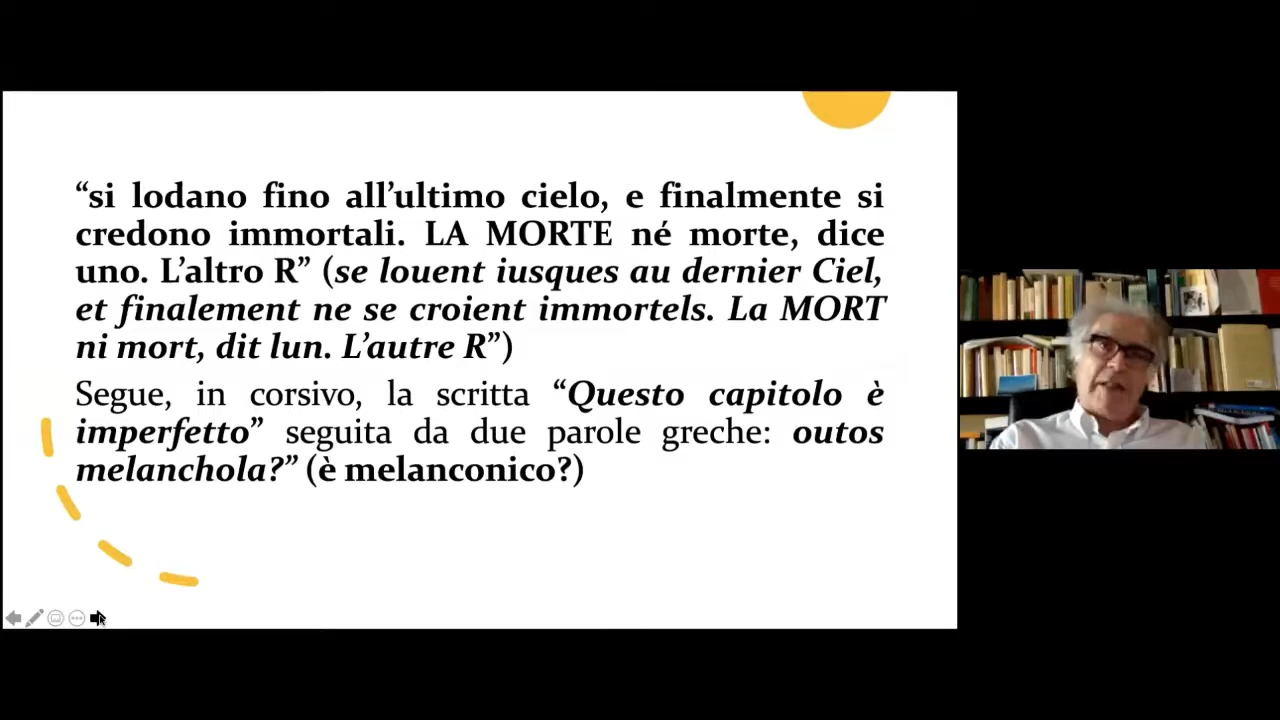 “si lodano fino all’ultimo cielo, e finalmente si
credono immortali. LA MORTE né morte, dice
uno. L’altro R” (se louent iusques au dernier Ciel,
et finalement ne se croient immortels. La MORT
ni mort, dit lun. L’autre R”)
Segue, in corsivo, la scritta “Questo capitolo è
imperfetto” seguita da due parole greche: outos
melanchola?” (è melanconico?)